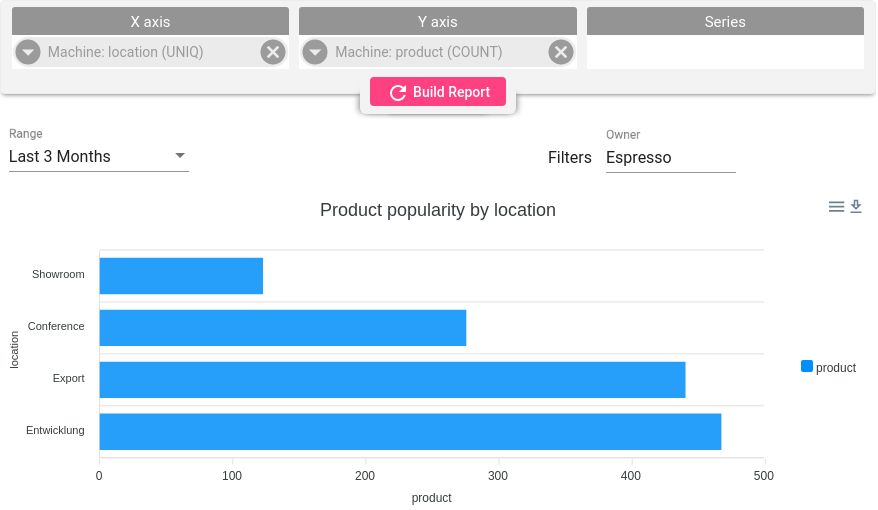 X axis
Y axis
Series
Machine: location (UNIQ)
Machine: product (COUNT)
Build Report
Range
Last 3 Months
Filters
Owner
Espresso
Product popularity by location
location
Showroom
Conference
Export
Entwicklung
product
0 100 200 300 400 500
product